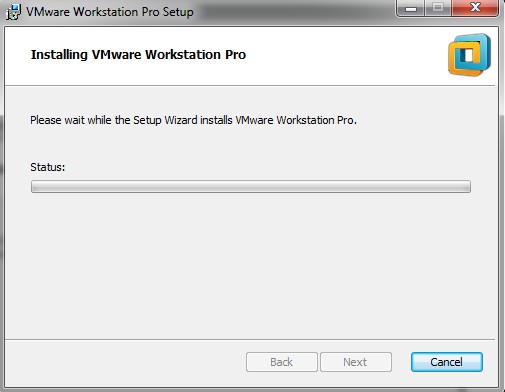 VMware Workstation Pro Setup
Installing VMware Workstation Pro
Please wait while the Setup Wizard installs VMware Workstation Pro.
Status:
Back
Next
Cancel